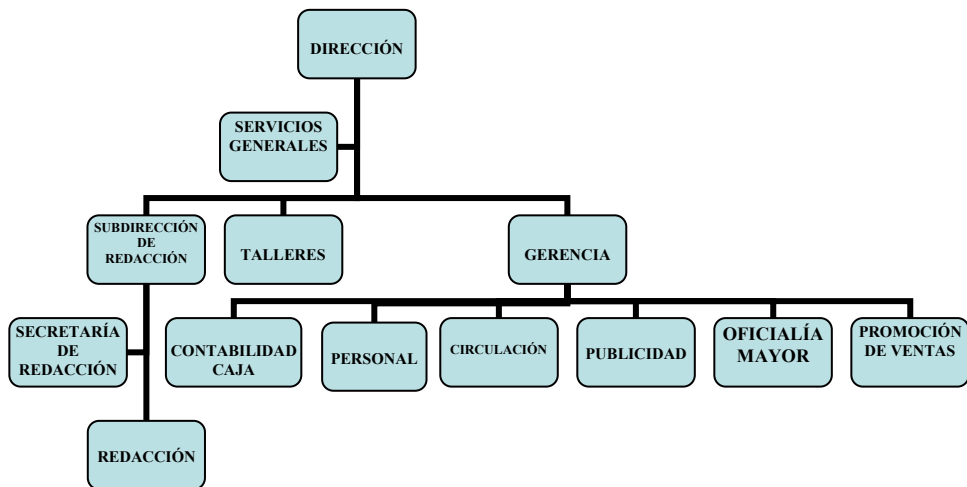 DIRECCIÓN
SERVICIOS
GENERALES
SUBDIRECCIÓN
DE
REDACCIÓN
TALLERES
GERENCIA
SECRETARÍA
DE
REDACCIÓN
CONTABILIDAD
CAJA
PERSONAL
CIRCULACIÓN
PUBLICIDAD
OFICIALÍA
MAYOR
PROMOCIÓN
DE VENTAS
REDACCIÓN